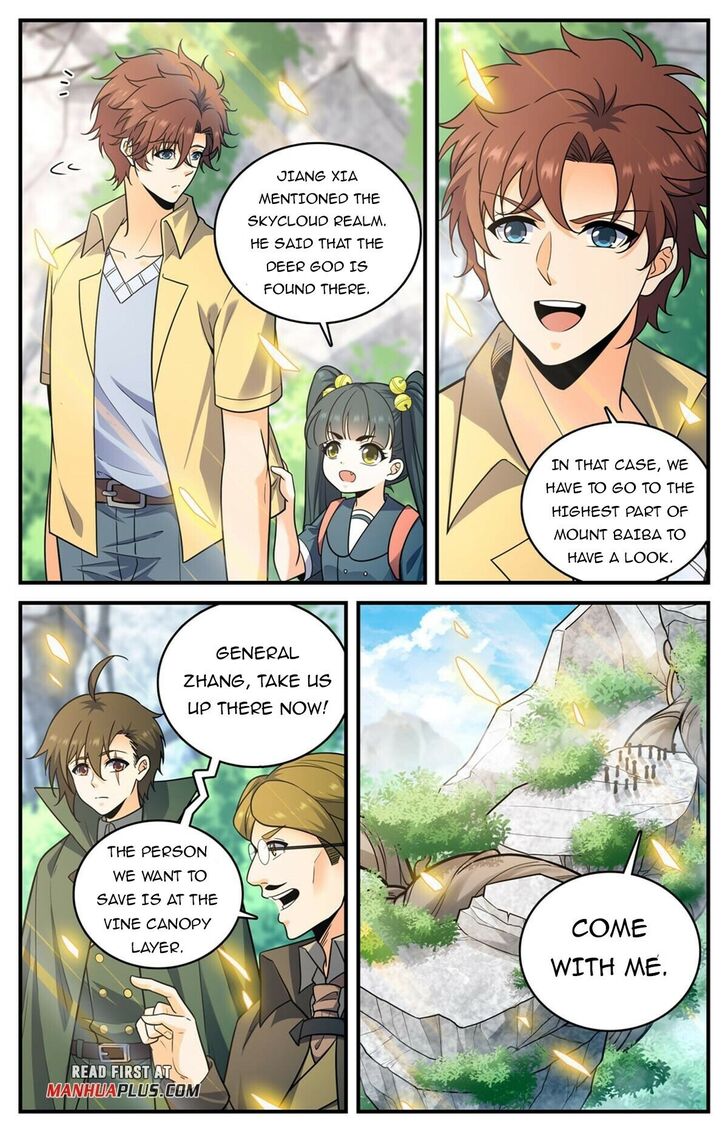 JIANG XIA
MENTIONED THE
SKYCLOUD REALM.
HE SAID THAT THE
DEER GOD IS
FOUND THERE.
IN THAT CASE, WE
HAVE TO GO TO THE
HIGHEST PART OF
MOUNT BAIBA TO
HAVE A LOOK.
GENERAL
ZHANG, TAKE US
UP THERE NOW!
THE PERSON
WE WANT TO
SAVE IS AT THE
VINE CANOPY
LAYER.
COME
WITH ME.
READ FIRST AT
MANHUAPLUS.COM